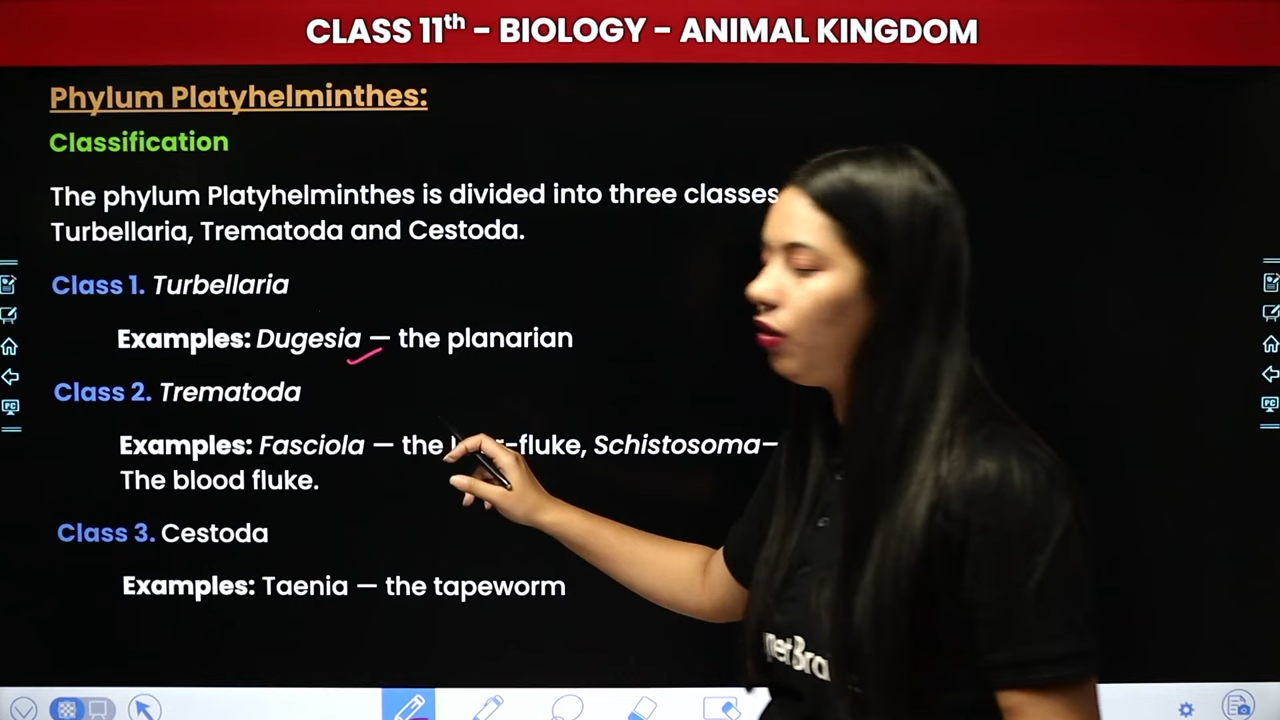 CLASS 11th - BIOLOGY - ANIMAL KINGDOM
Phylum Platyhelminthes:
Classification
The phylum Platyhelminthes is divided into three classes
Turbellaria, Trematoda and Cestoda.
Class 1. Turbellaria
Examples: Dugesia — the planarian
Class 2. Trematoda
Examples: Fasciola — the -fluke, Schistosoma–
The blood fluke.
Class 3. Cestoda
Examples: Taenia — the tapeworm